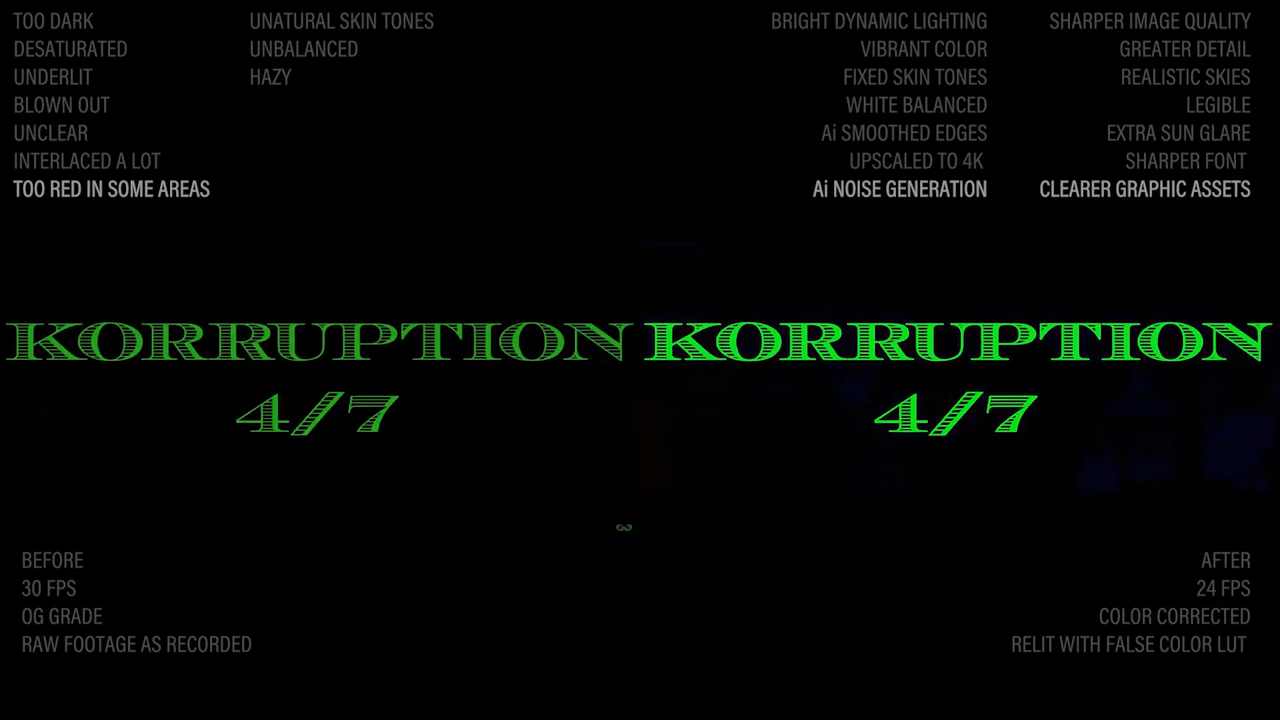 TOO DARK
DESATURATED
UNDERLIT
BLOWN OUT
UNCLEAR
INTERLACED A LOT
TOO RED IN SOME AREAS
UNATURAL SKIN TONES
UNBALANCED
HAZY
BRIGHT DYNAMIC LIGHTING
VIBRANT COLOR
FIXED SKIN TONES
WHITE BALANCED
Ai SMOOTHED EDGES
UPSCALED TO 4K
Ai NOISE GENERATION
SHARPER IMAGE QUALITY
GREATER DETAIL
REALISTIC SKIES
LEGIBLE
EXTRA SUN GLARE
SHARPER FONT
CLEARER GRAPHIC ASSETS
KORRUPTION
4/7
KORRUPTION
4/7
BEFORE
30 FPS
OG GRADE
RAW FOOTAGE AS RECORDED
AFTER
24 FPS
COLOR CORRECTED
RELIT WITH FALSE COLOR LUT